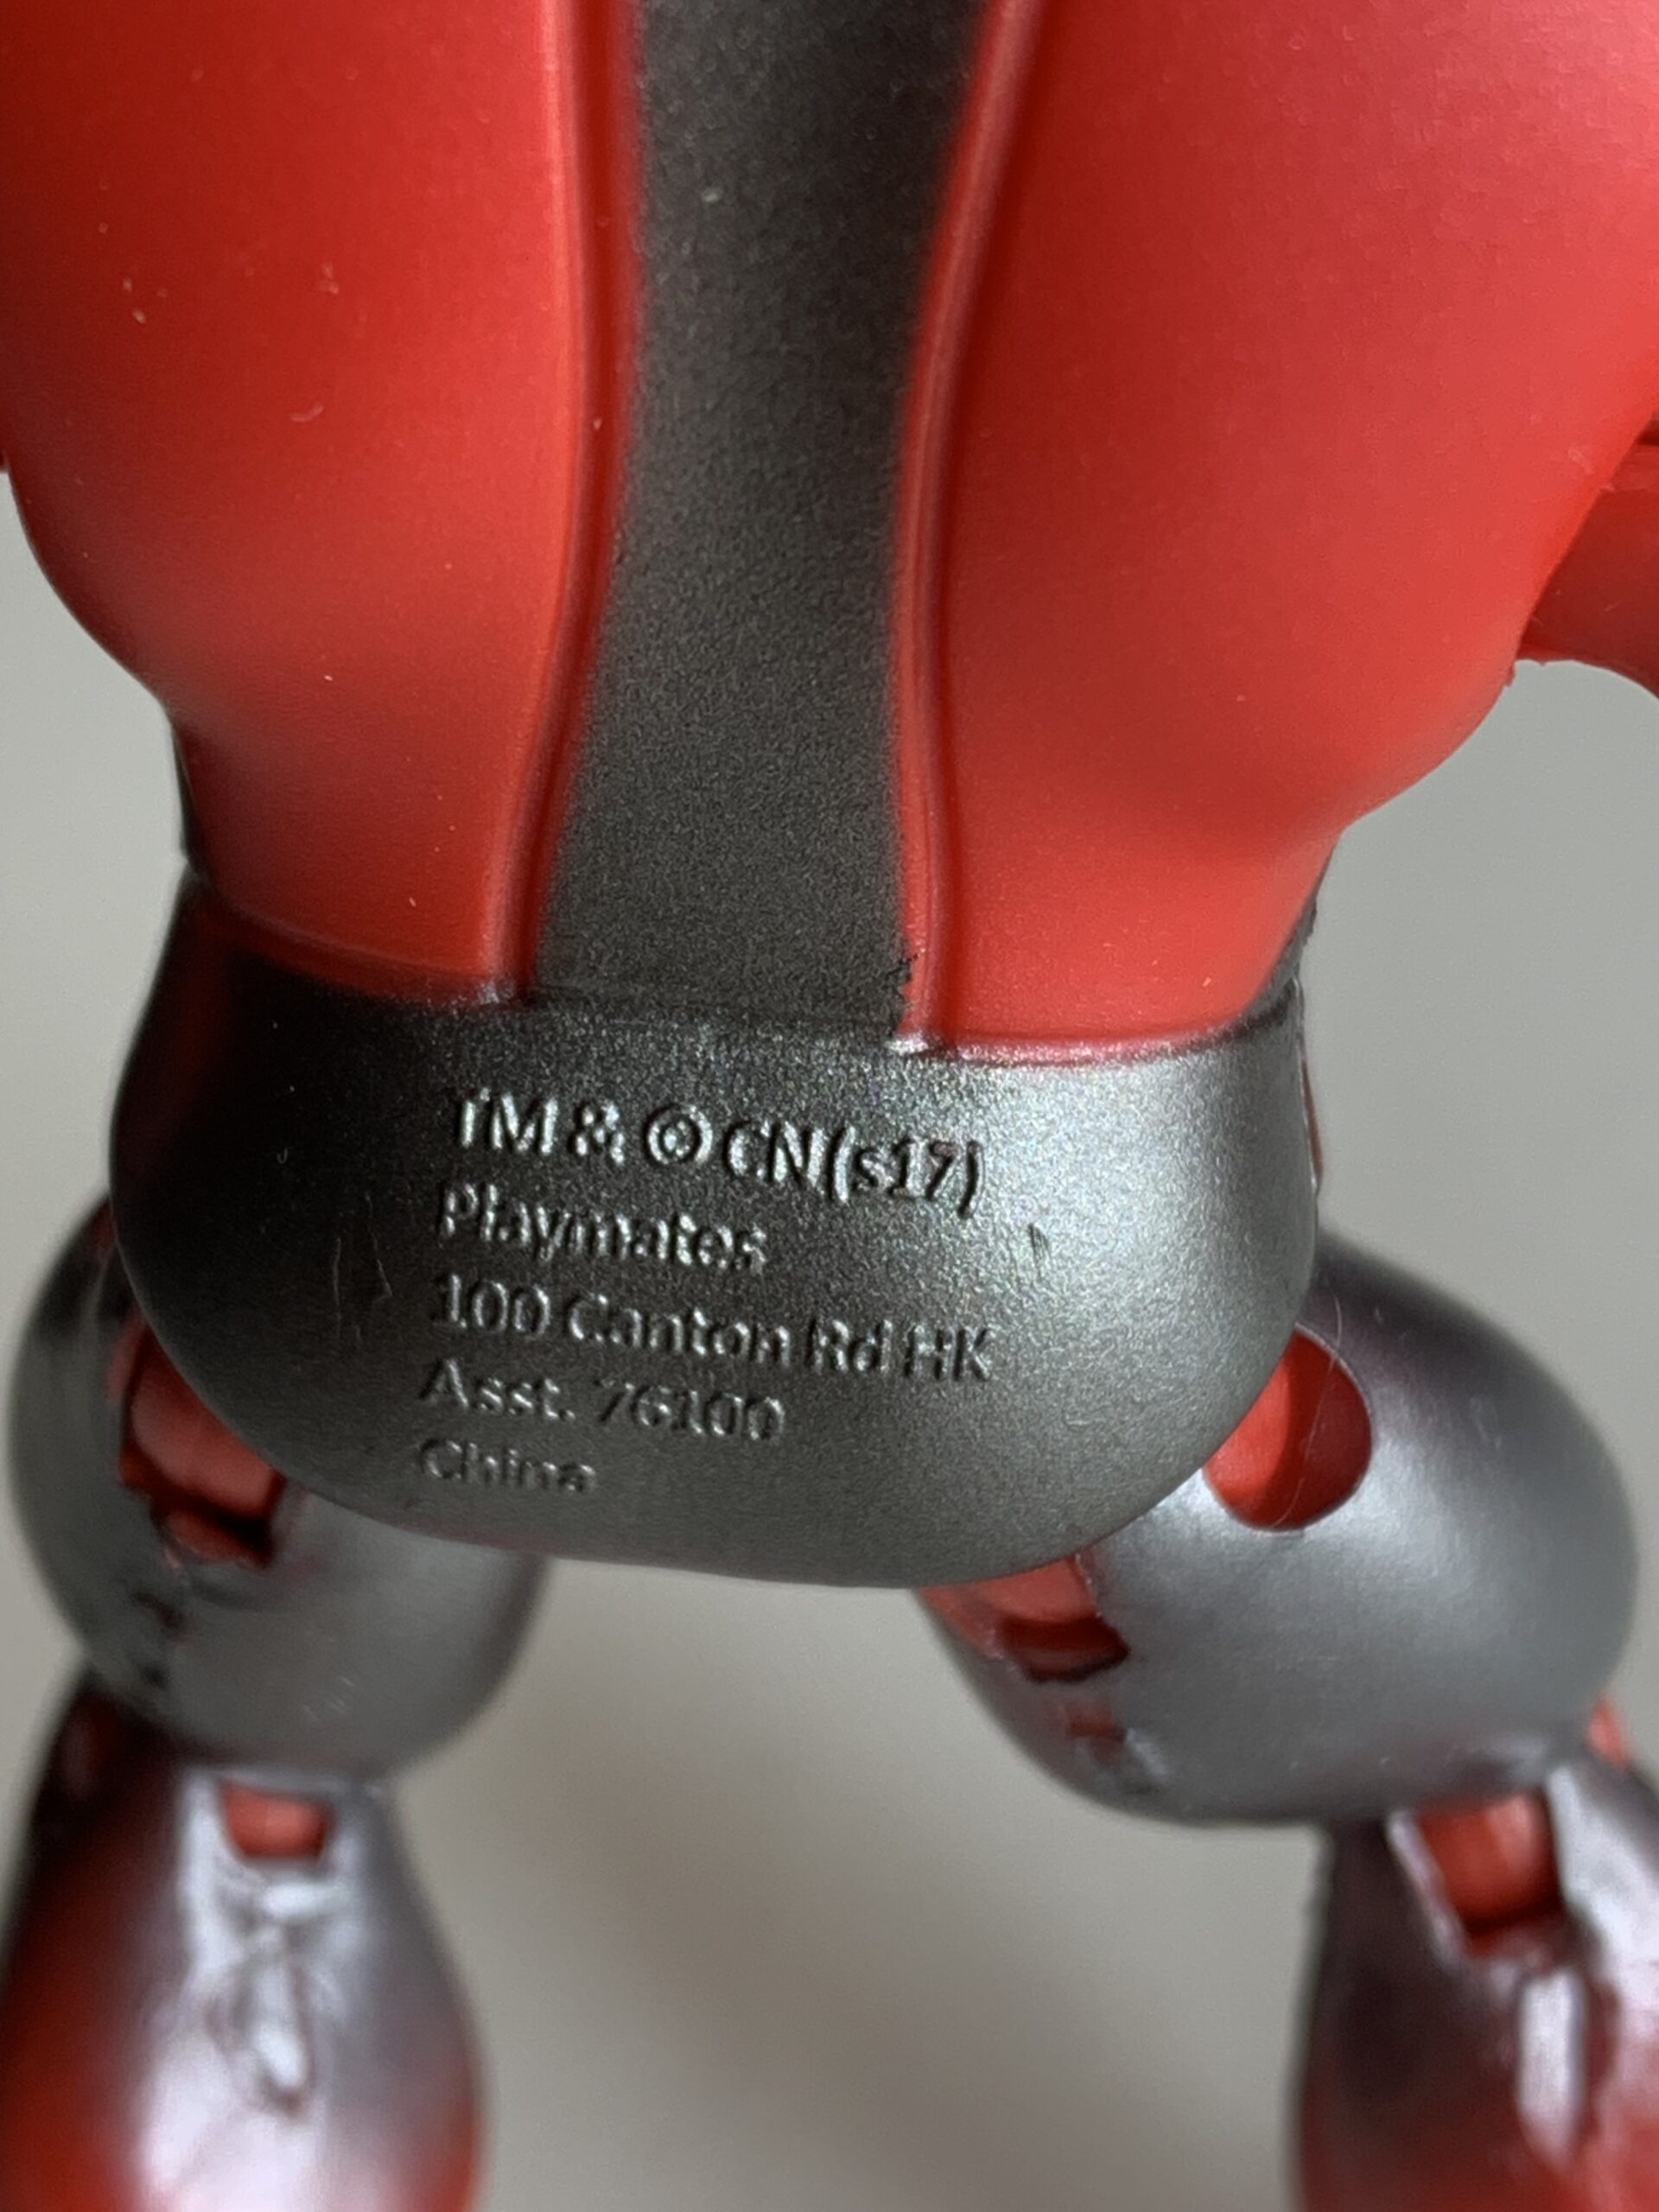 TM & © CN(s17)
Playmates
100 Canton Rd HK
Asst. 76100
China